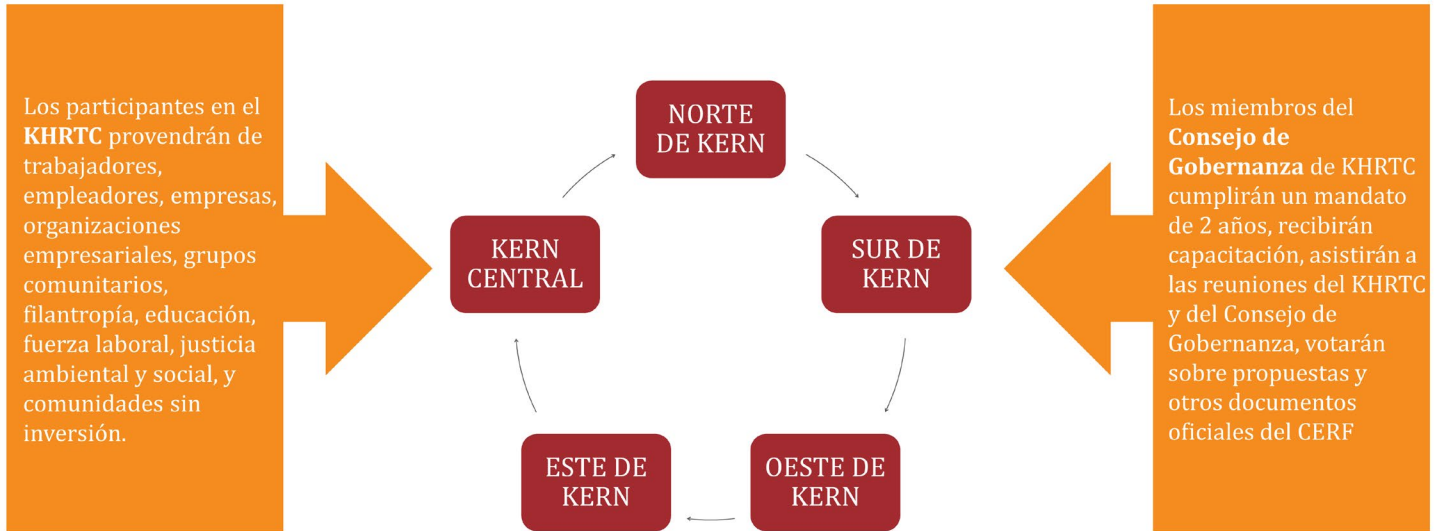 Los participantes en el
KHRTC provendrán de
trabajadores,
empleadores, empresas,
organizaciones
empresariales, grupos
comunitarios,
filantropía, educación,
fuerza laboral, justicia
ambiental y social, y
comunidades sin
inversión.
NORTE
DE KERN
SUR DE
KERN
OESTE DE
KERN
ESTE DE
KERN
KERN
CENTRAL
Los miembros del
Consejo de
Gobernanza de KHRTC
cumplirán un mandato
de 2 años, recibirán
capacitación, asistirán a
las reuniones del KHRTC
y del Consejo de
Gobernanza, votarán
sobre propuestas y
otros documentos
oficiales del CERF